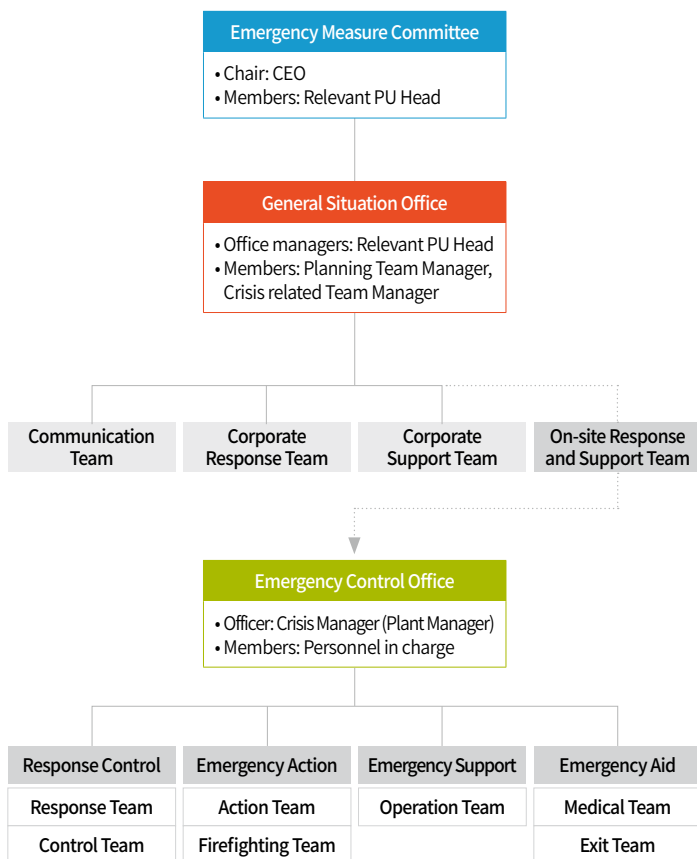 Emergency Measure Committee
• Chair: CEO
• Members: Relevant PU Head
General Situation Office
• Office managers: Relevant PU Head
• Members: Planning Team Manager,
Crisis related Team Manager
Communication
Team
Corporate
Response Team
Corporate
Support Team
On-site Response
and Support Team
Emergency Control Office
• Officer: Crisis Manager (Plant Manager)
• Members: Personnel in charge
Response Control
Response Team
Control Team
Emergency Action
Action Team
Firefighting Team
Emergency Support
Operation Team
Emergency Aid
Medical Team
Exit Team